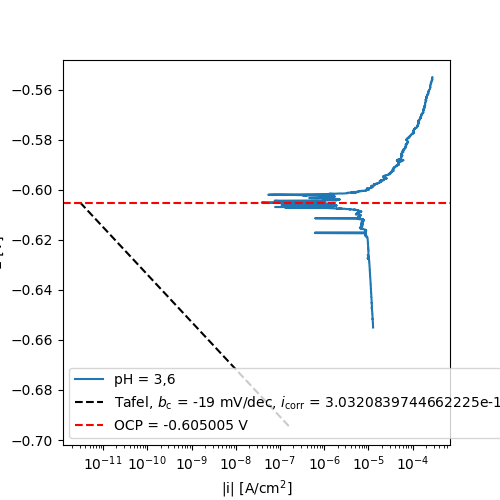 −0.56
−0.58
−0.60
−0.62
−0.64
−0.66
−0.68
−0.70
pH = 3,6
Tafel, b_c = -19 mV/dec, i_corr = 3.0320839744662225e-1
OCP = -0.605005 V
10^−11 10^−10 10^−9 10^−8 10^−7 10^−6 10^−5 10^−4
|i| [A/cm²]